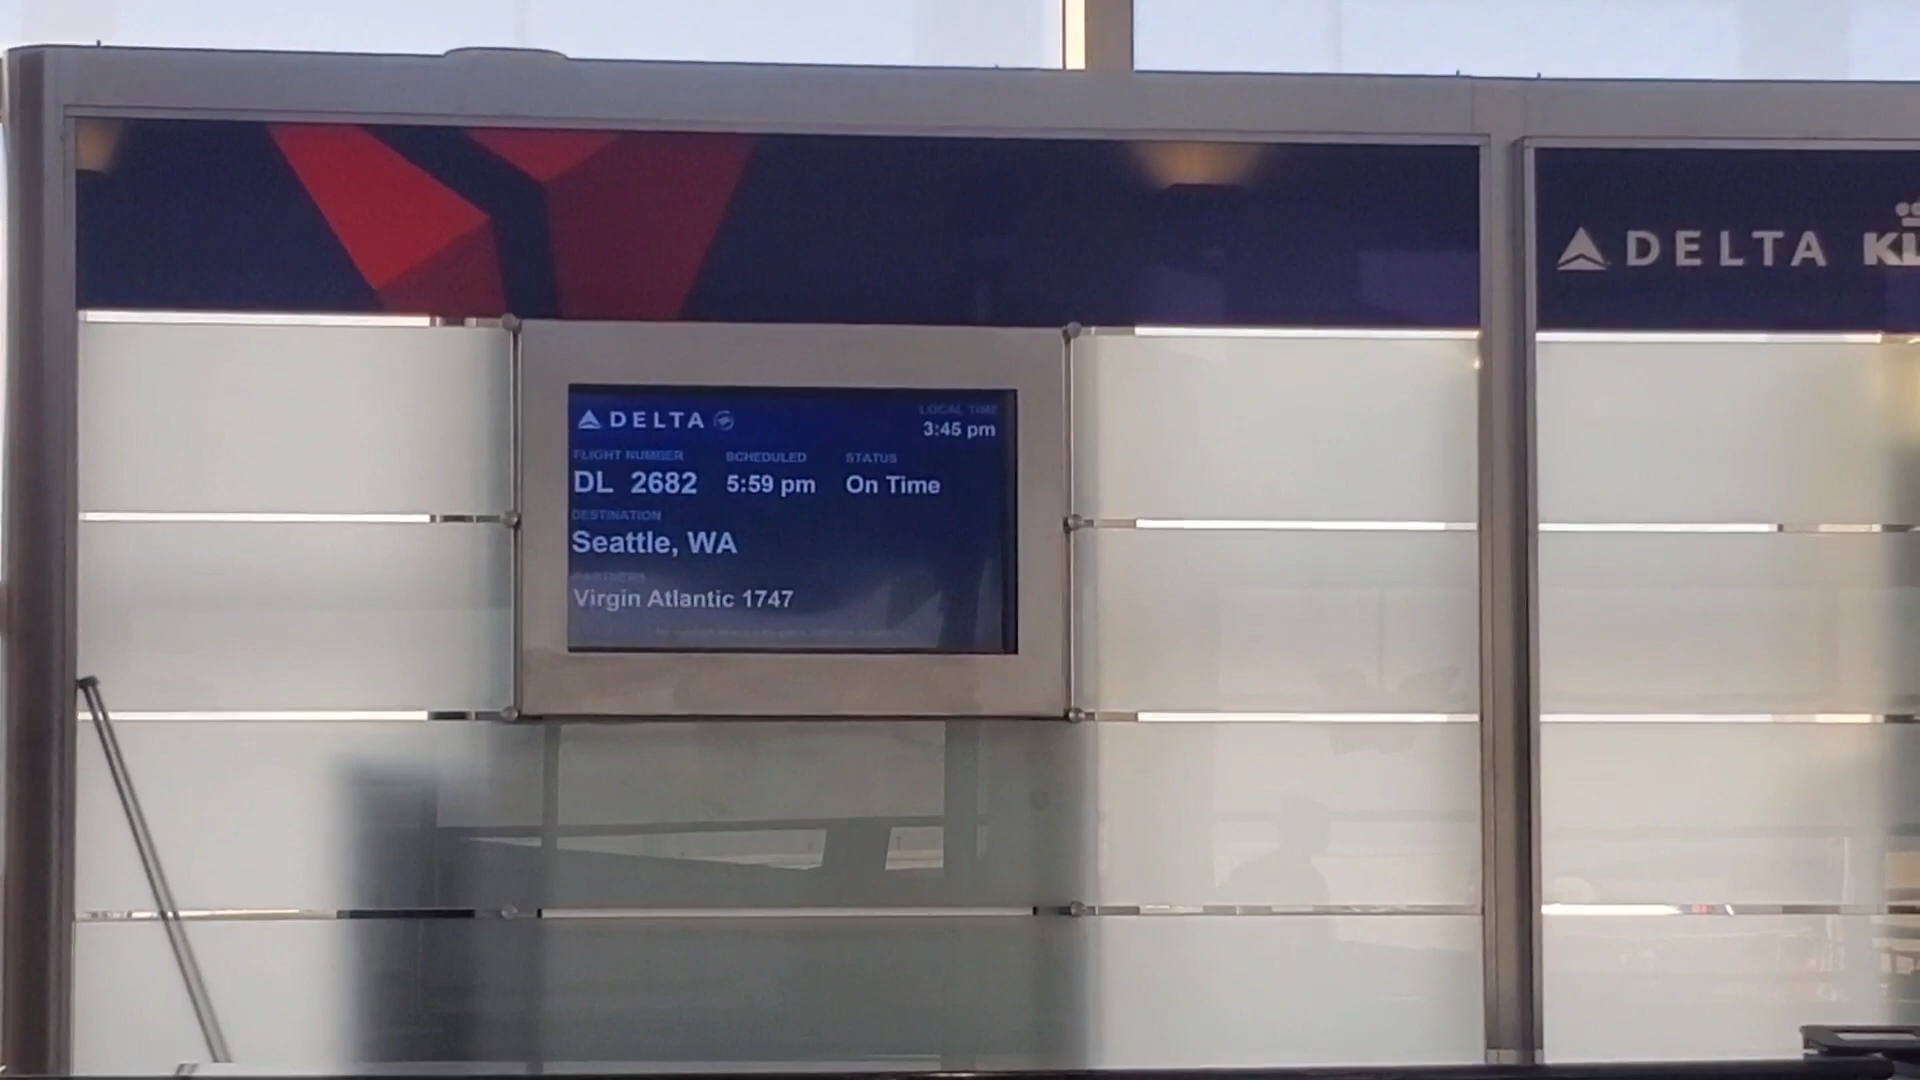 DELTA KL
DELTA
LOCAL TIME
3:45 pm
FLIGHT NUMBER SCHEDULED STATUS
DL 2682 5:59 pm On Time
DESTINATION
Seattle, WA
PARTNERS
Virgin Atlantic 1747